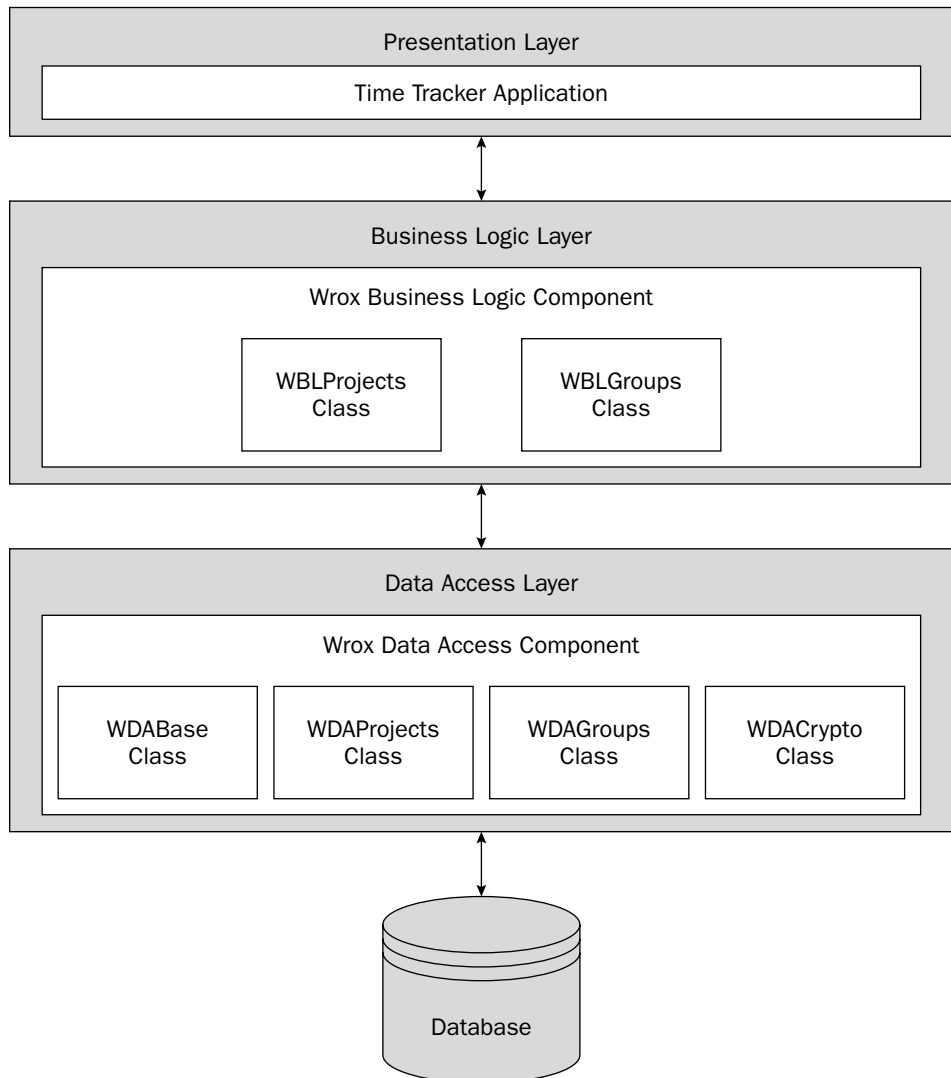 Presentation Layer
Time Tracker Application
Business Logic Layer
Wrox Business Logic Component
WBLProjects
Class
WBLGroups
Class
Data Access Layer
Wrox Data Access Component
WDABase
Class
WDAProjects
Class
WDAGroups
Class
WDACrypto
Class
Database